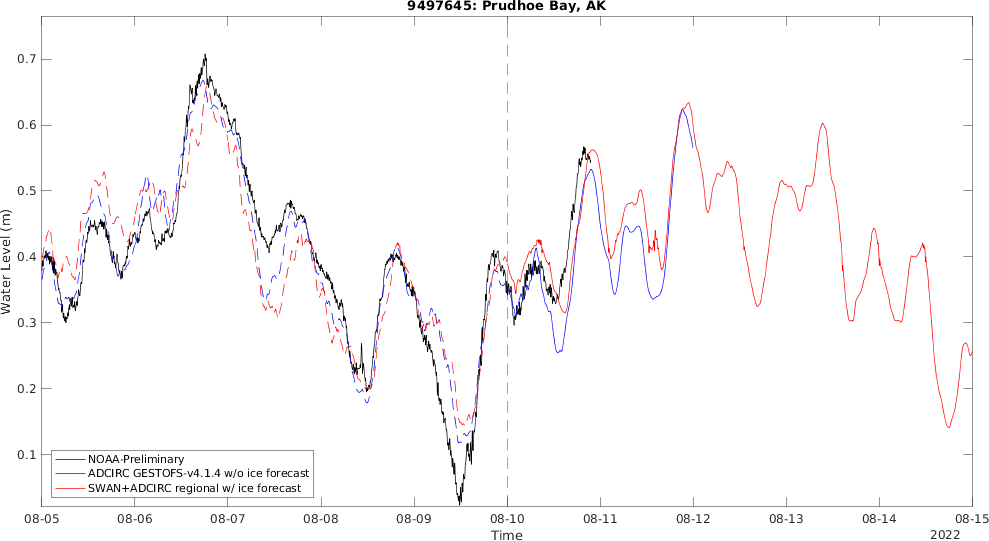 9497645: Prudhoe Bay, AK
Water Level (m)
0.7
0.6
0.5
0.4
0.3
0.2
0.1
NOAA-Preliminary
ADCIRC GESTOFS-v4.1.4 w/o ice forecast
SWAN+ADCIRC regional w/ ice forecast
08-05 08-06 08-07 08-08 08-09 08-10 08-11 08-12 08-13 08-14 08-15
Time
2022